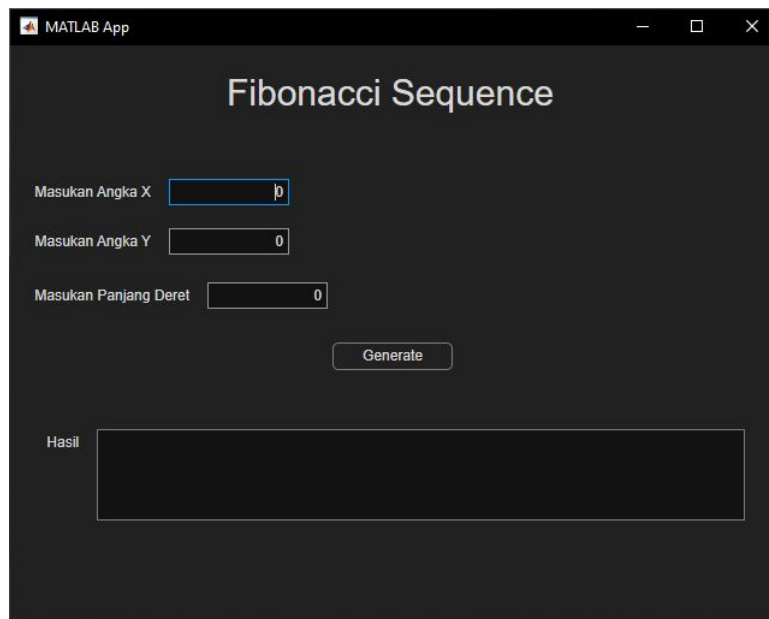 MATLAB App
Fibonacci Sequence
Masukan Angka X 0
Masukan Angka Y 0
Masukan Panjang Deret 0
Generate
Hasil